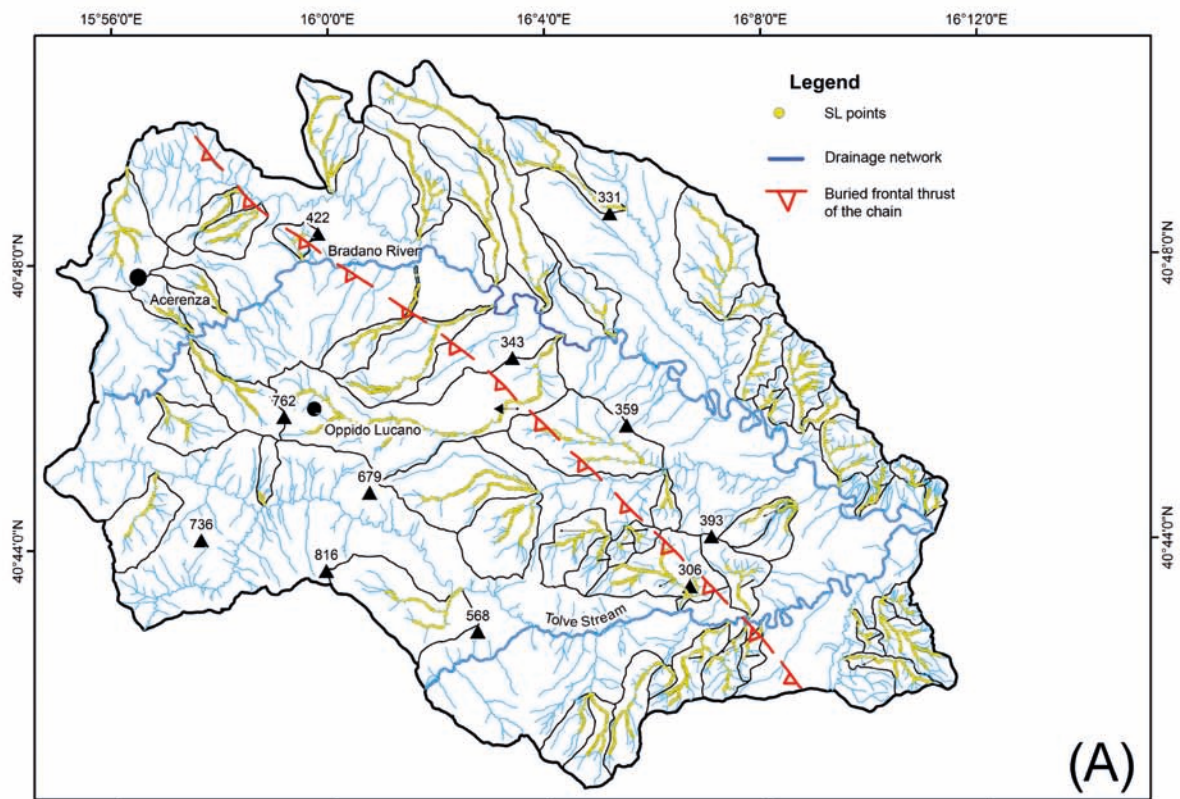 15°56'0"E
16°0'0"E
16°4'0"E
16°8'0"E
16°12'0"E
Legend
SL points
Drainage network
Buried frontal thrust
of the chain
331
422
Bradano River
40°48'0"N
40°48'0"N
Acerenza
343
762
359
Oppido Lucano
679
736
393
40°44'0"N
40°44'0"N
816
306
568
Tolve Stream
(A)